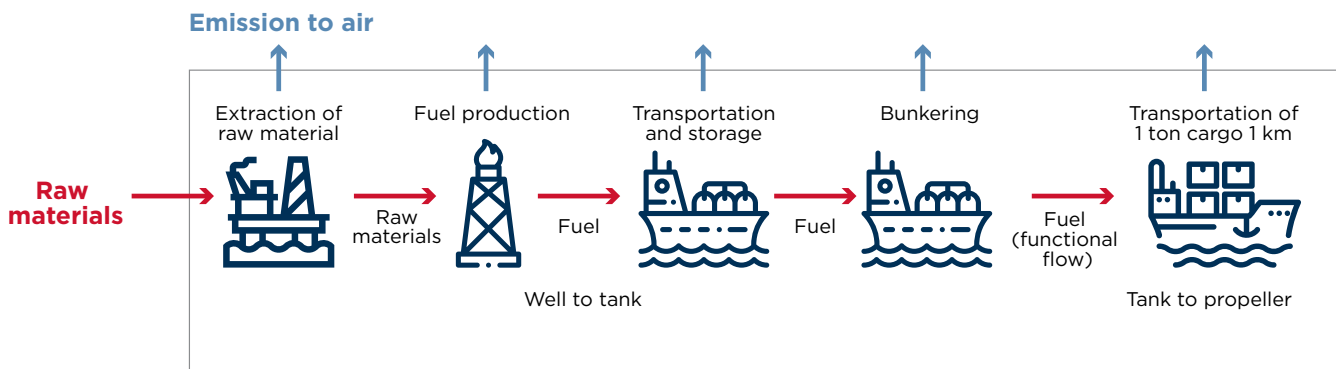 Emission to air
Extraction of
raw material
Fuel production
Transportation
and storage
Bunkering
Transportation of
1 ton cargo 1 km
Raw
materials
Raw
materials
Fuel
Fuel
Fuel
(functional
flow)
Well to tank
Tank to propeller